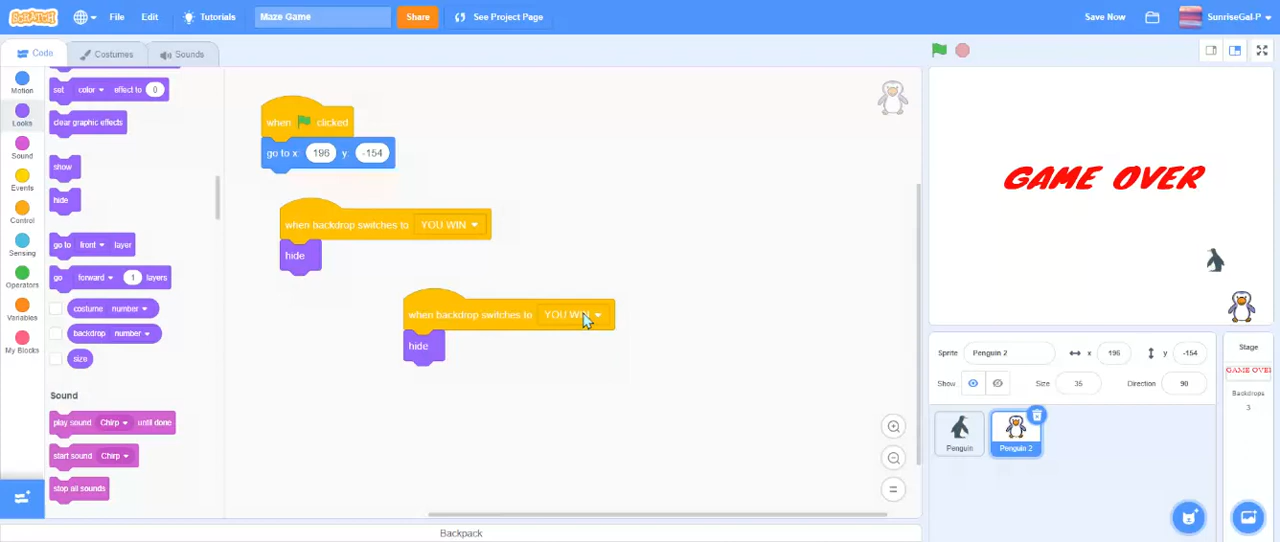 SCRATCH
File
Edit
Tutorials
Maze Game
Share
See Project Page
Save Now
SunriseGal-P
Code
Costumes
Sounds
Motion
Looks
Sound
Events
Control
Sensing
Operators
Variables
My Blocks
set color effect to 0
clear graphic effects
show
hide
go to front layer
go forward 1 layers
costume number
backdrop number
size
Sound
play sound Chirp until done
start sound Chirp
stop all sounds
when clicked
go to x: 196 y: -154
when backdrop switches to YOU WIN
hide
when backdrop switches to YOU WIN
hide
GAME OVER
Sprite Penguin 2 x 196 y -154
Show Size 35 Direction 90
Penguin
Penguin 2
Stage
GAME OVER
Backdrops
3
Backpack